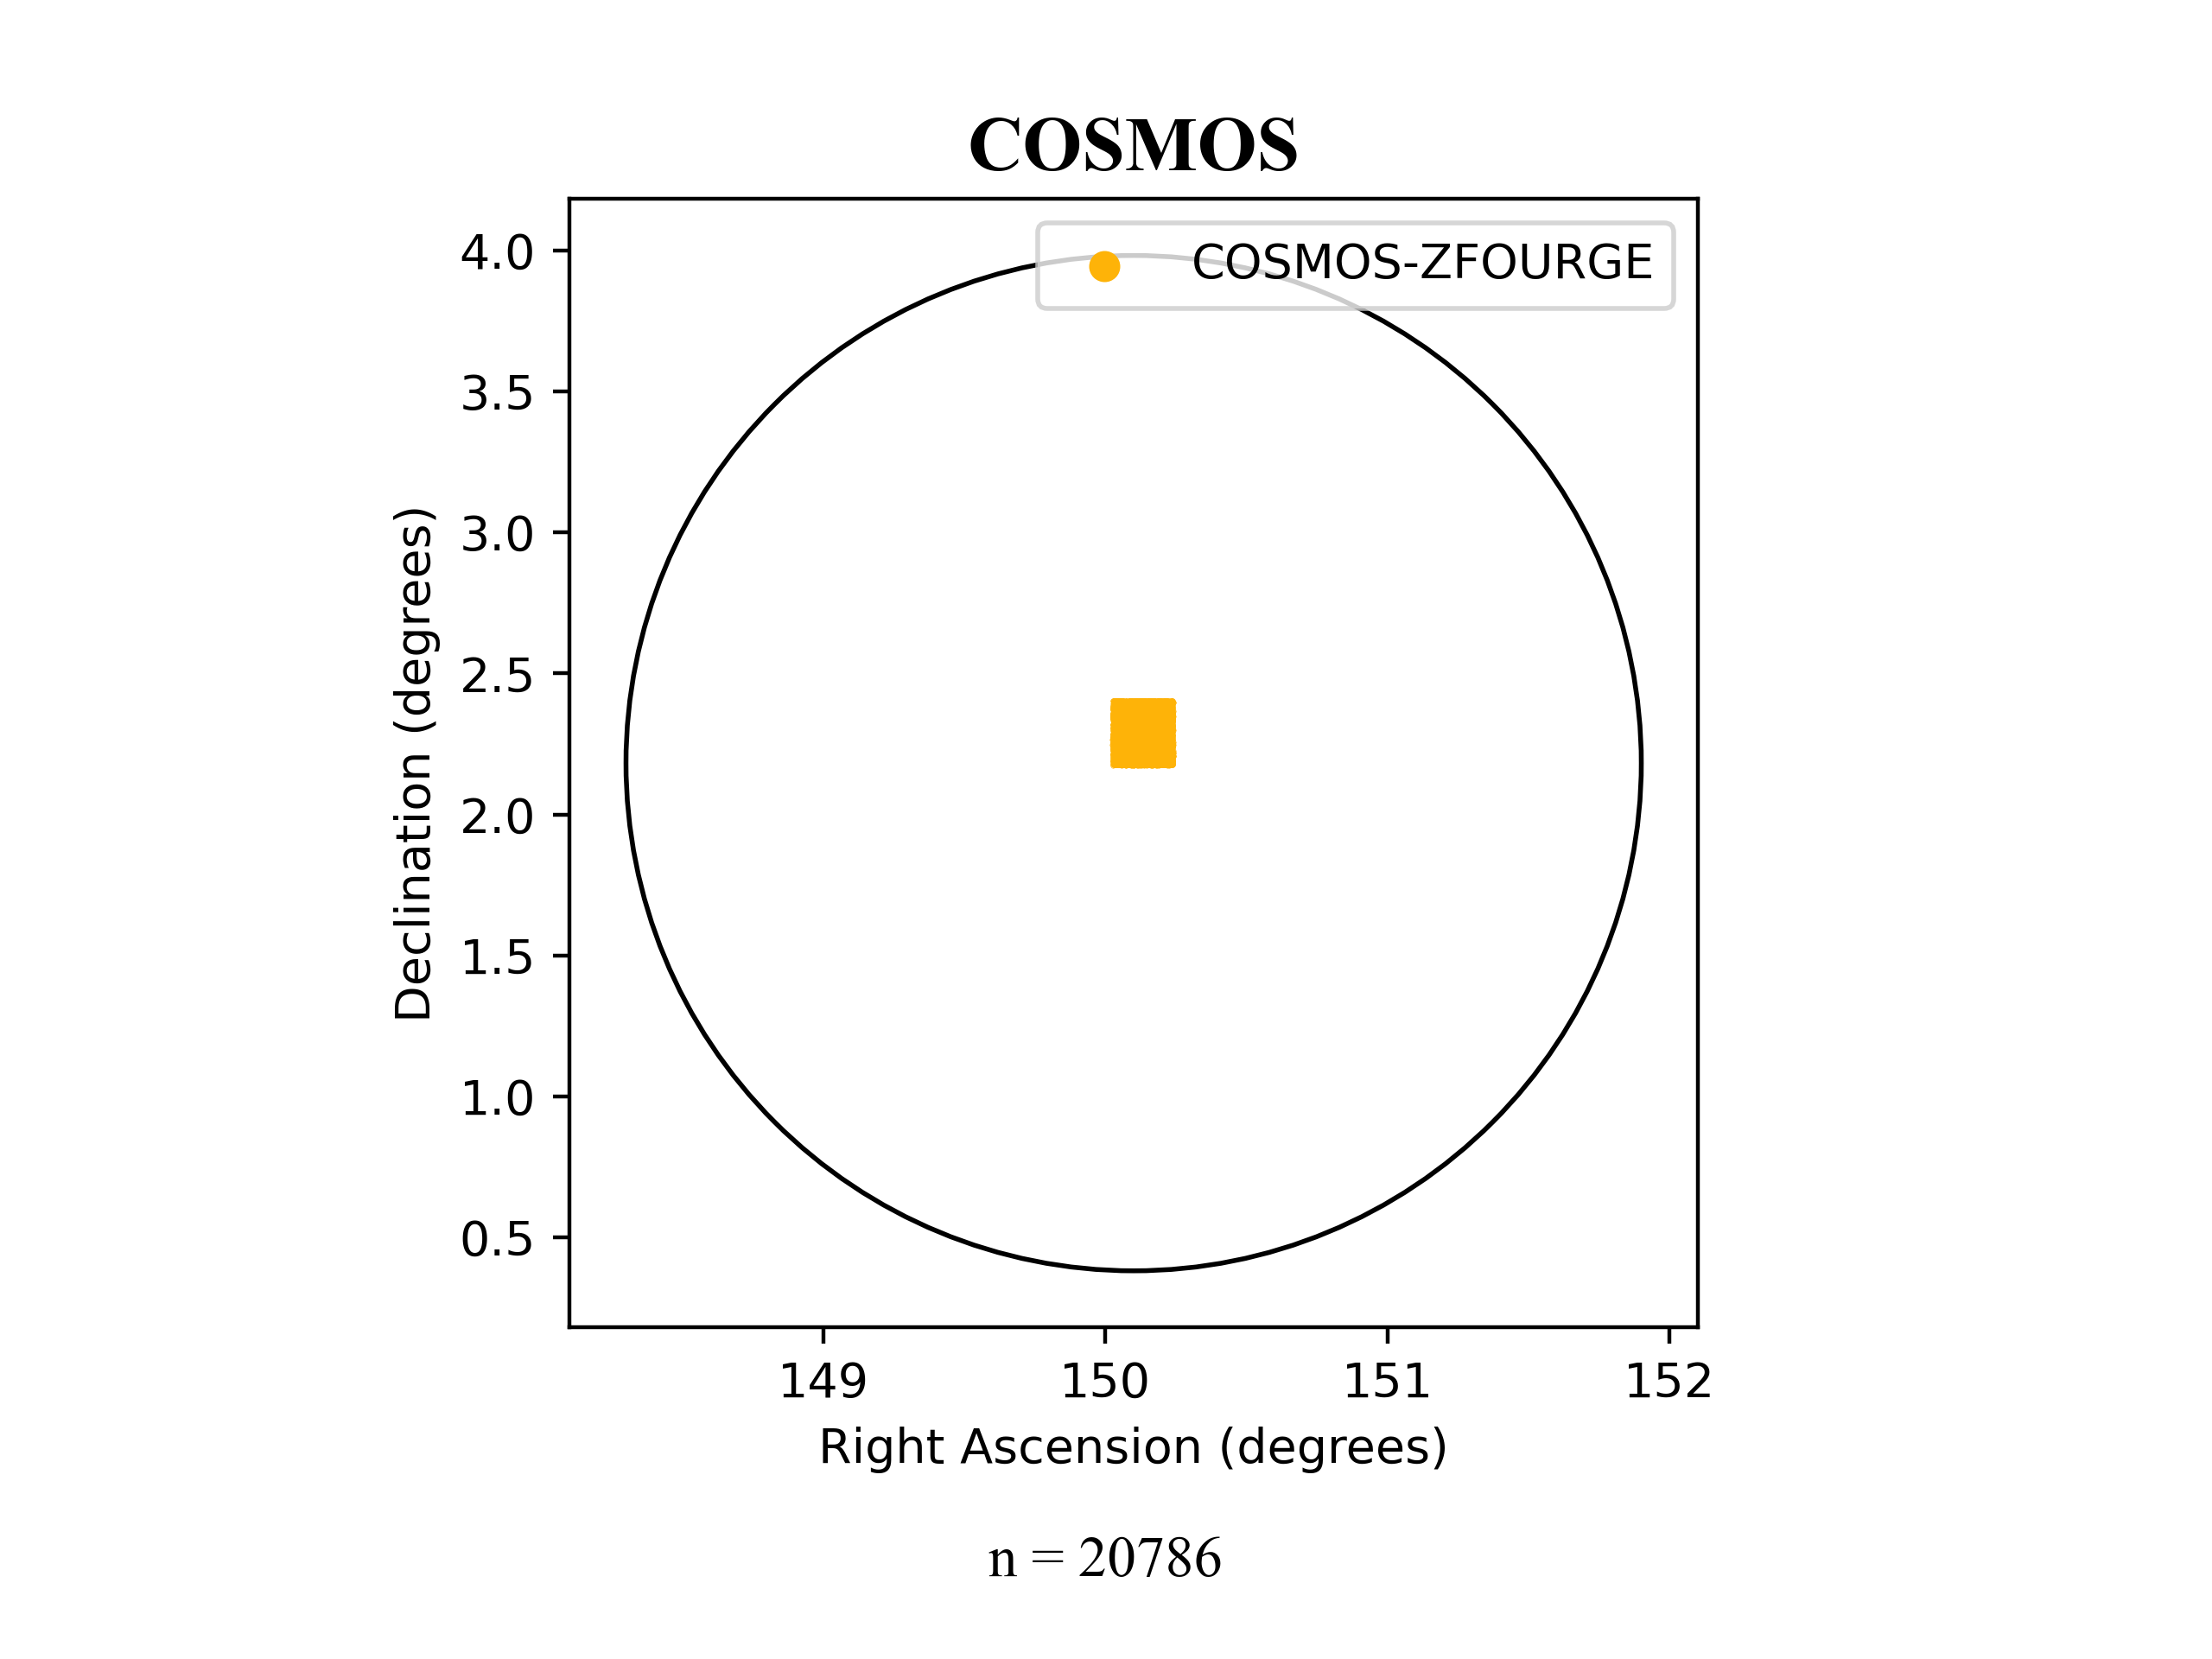 COSMOS
COSMOS-ZFOURGE
4.0
3.5
3.0
2.5
2.0
1.5
1.0
0.5
Declination (degrees)
149 150 151 152
Right Ascension (degrees)
n = 20786